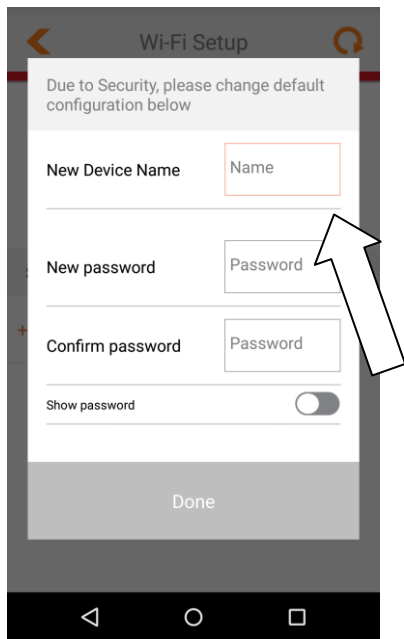 Wi-Fi Setup
Due to Security, please change default
configuration below
New Device Name Name
New password Password
Confirm password Password
Show password
Done